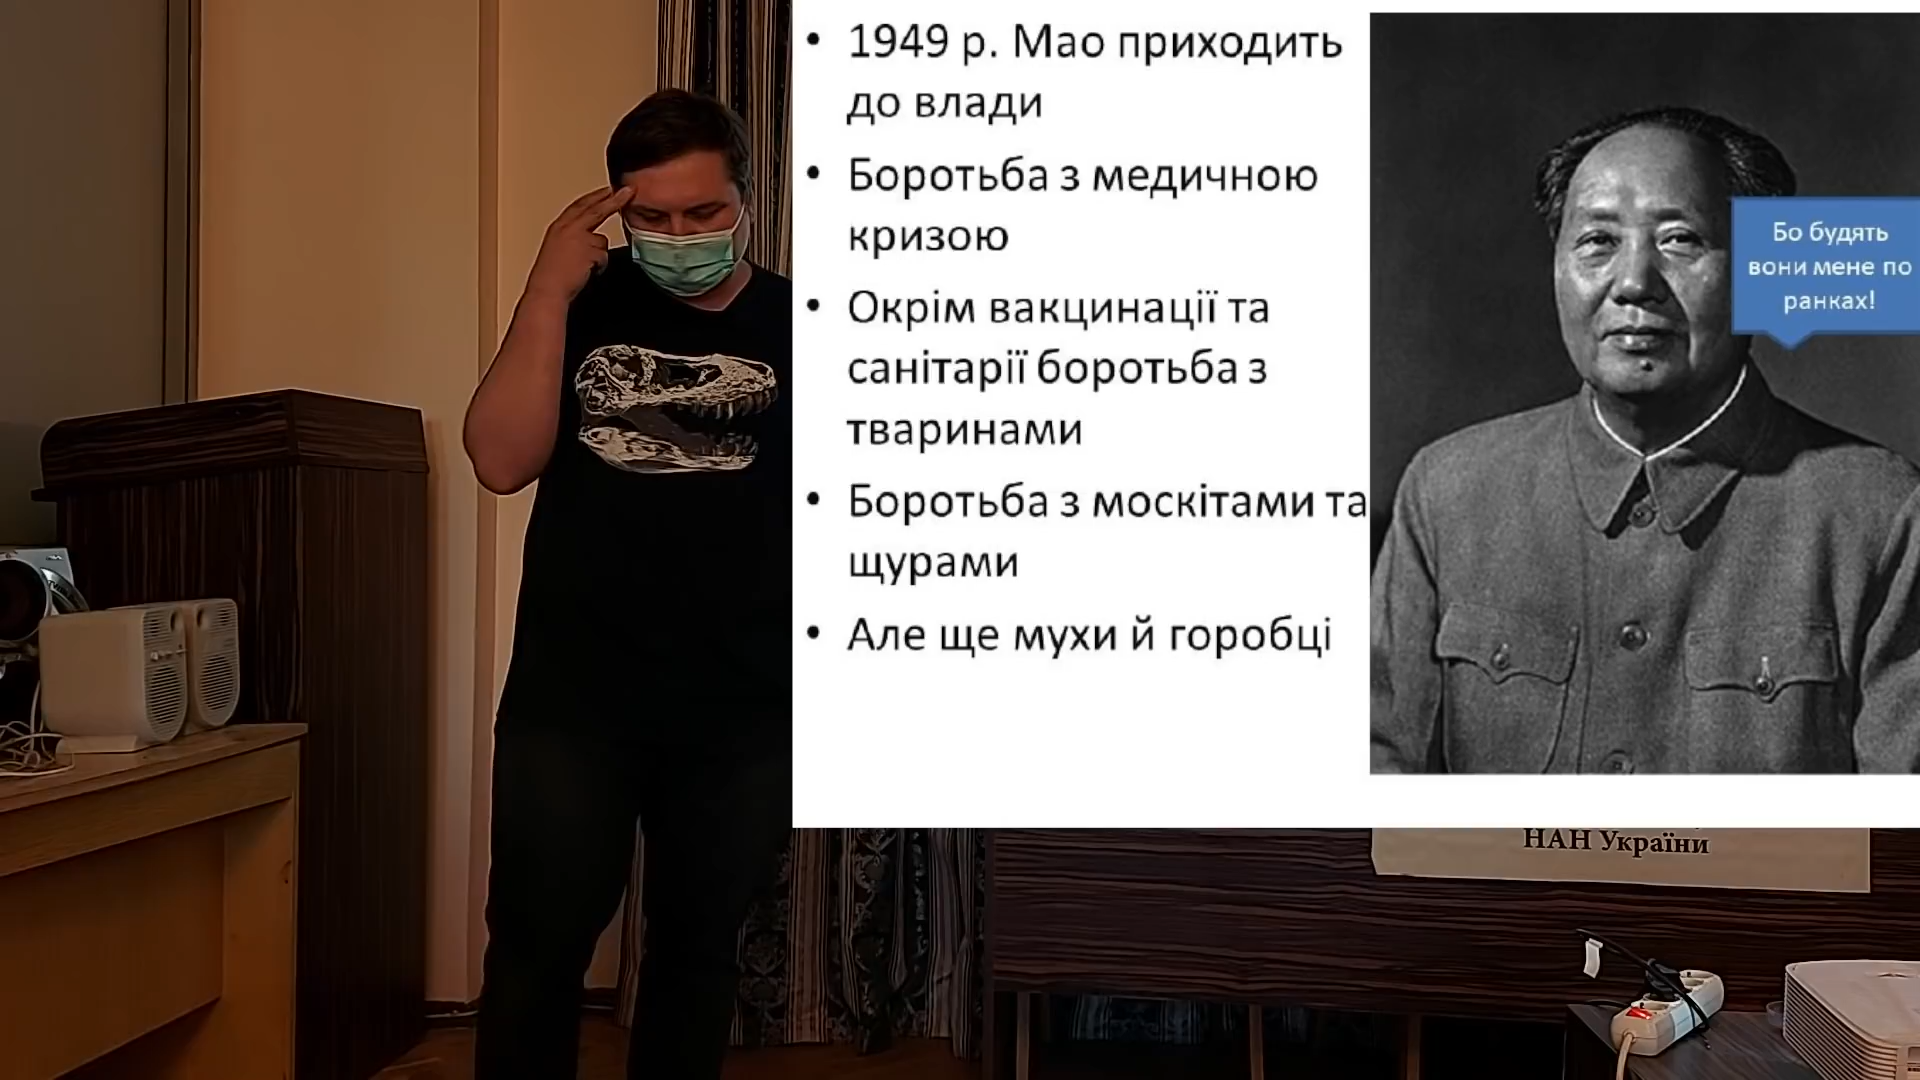 • 1949 р. Мао приходить
до влади
• Боротьба з медичною
кризою
• Окрім вакцинації та
санітарії боротьба з
тваринами
• Боротьба з москітами та
щурами
• Але ще мухи й горобці
Бо будять
вони мене по
ранках!
НАН України